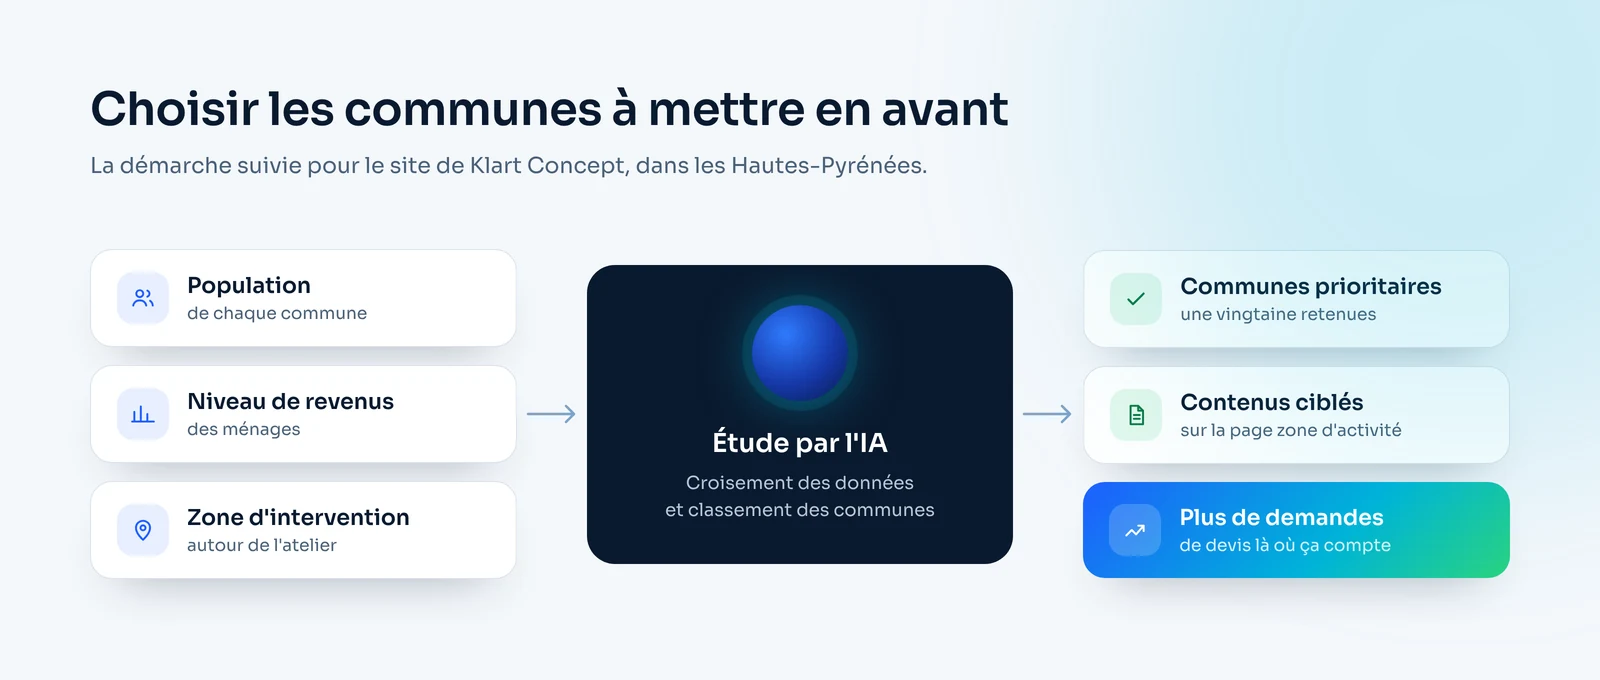 Choisir les communes à mettre en avant
La démarche suivie pour le site de Klart Concept, dans les Hautes-Pyrénées.
Population
de chaque commune
Niveau de revenus
des ménages
Zone d'intervention
autour de l'atelier
Étude par l'IA
Croisement des données
et classement des communes
Communes prioritaires
une vingtaine retenues
Contenus ciblés
sur la page zone d'activité
Plus de demandes
de devis là où ça compte